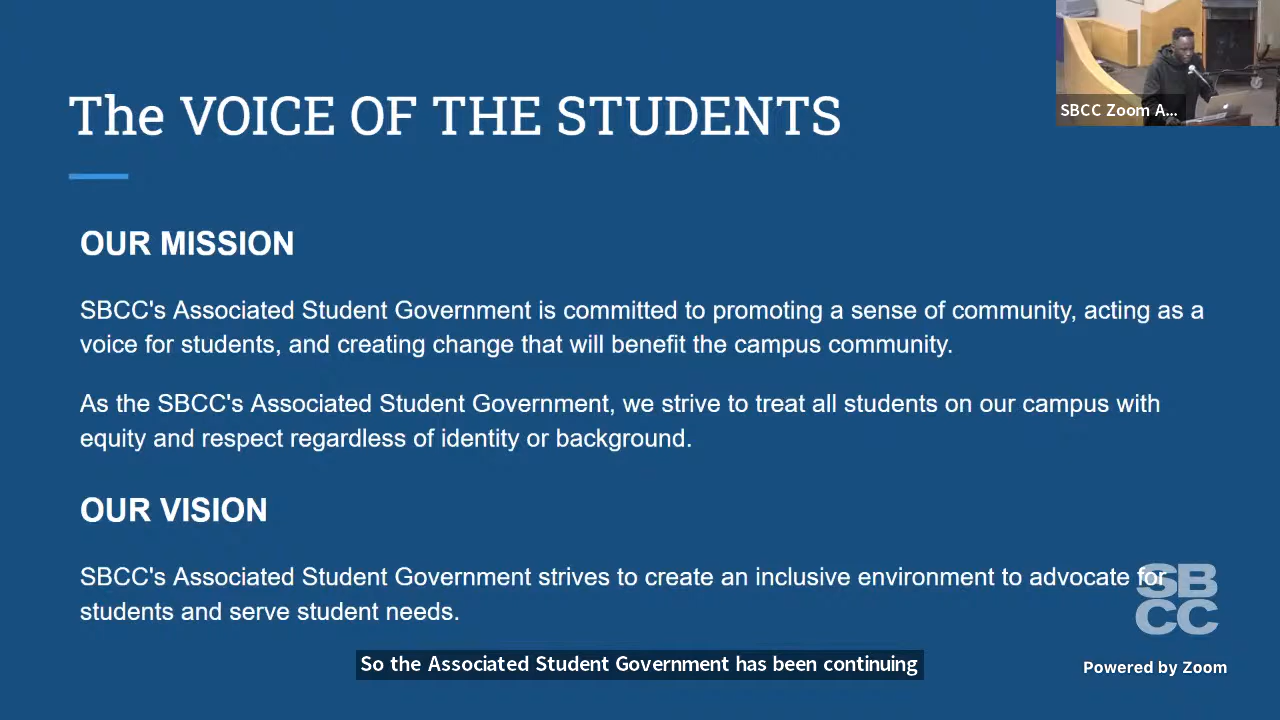 The VOICE OF THE STUDENTS
SBCC Zoom A...
OUR MISSION
SBCC's Associated Student Government is committed to promoting a sense of community, acting as a
voice for students, and creating change that will benefit the campus community.
As the SBCC's Associated Student Government, we strive to treat all students on our campus with
equity and respect regardless of identity or background.
OUR VISION
SBCC's Associated Student Government strives to create an inclusive environment to advocate for
students and serve student needs.
SB
CC
So the Associated Student Government has been continuing
Powered by Zoom